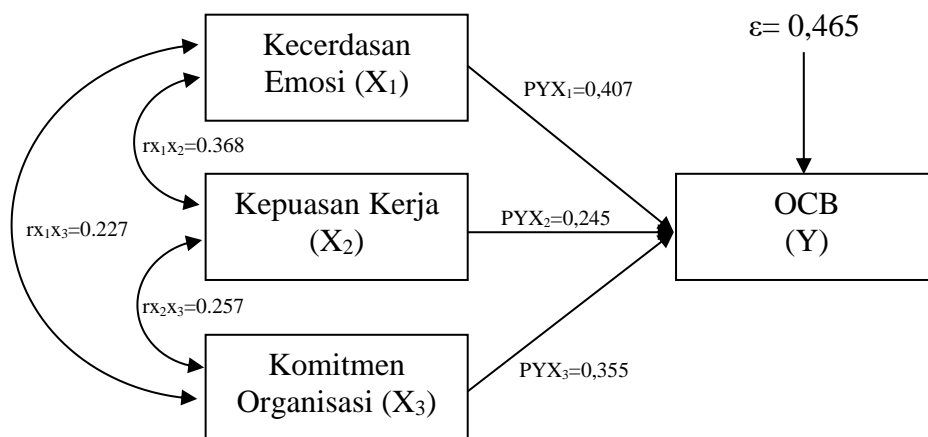 Kecerdasan
Emosi (X₁)
ε= 0,465
PYX₁=0,407
rx₁x₂=0.368
Kepuasan Kerja
(X₂)
OCB
(Y)
PYX₂=0,245
rx₁x₃=0.227
rx₂x₃=0.257
Komitmen
Organisasi (X₃)
PYX₃=0,355